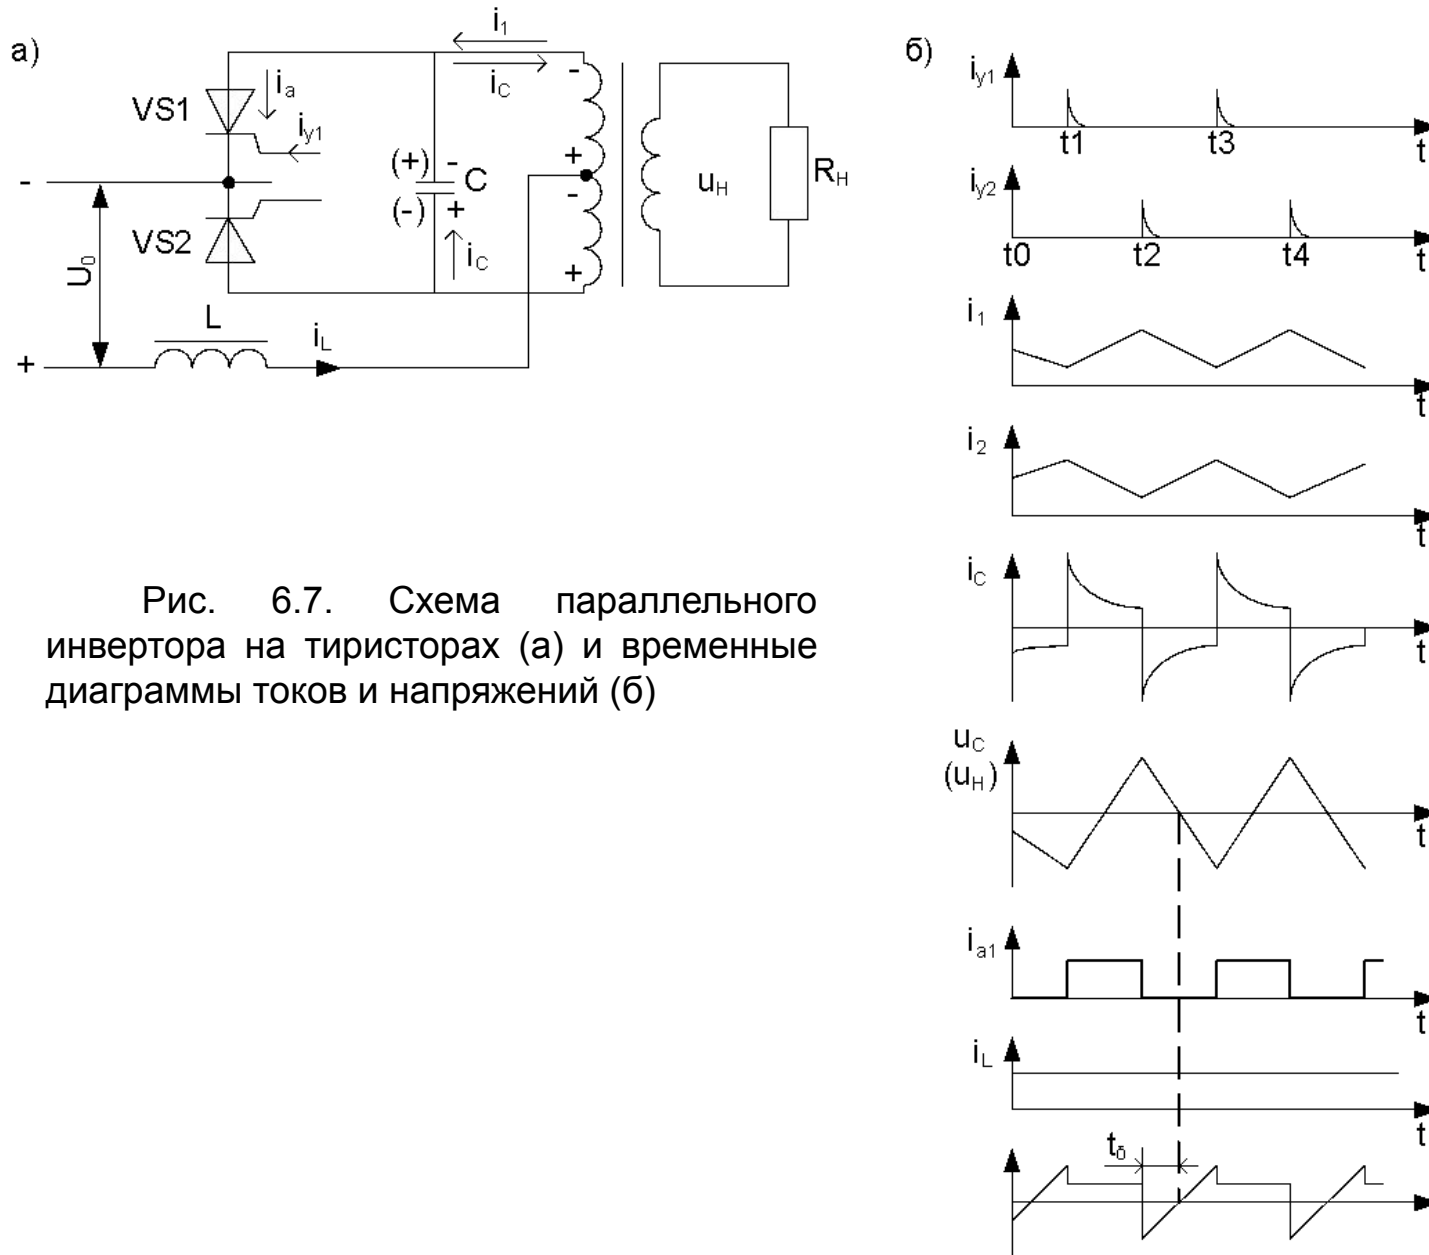 а)
i₁
iC
ia
VS1
iy1
(+)
-
C
(-)
+
iC
-
+
-
+
uН
RН
-
VS2
U₀
L
iL
+
Рис. 6.7. Схема параллельного
инвертора на тиристорах (а) и временные
диаграммы токов и напряжений (б)
б)
iy1
t1
t3
t
iy2
t0
t2
t4
t
i₁
t
i₂
t
iC
t
uC
(uН)
t
ia1
t
iL
t
tδ
t